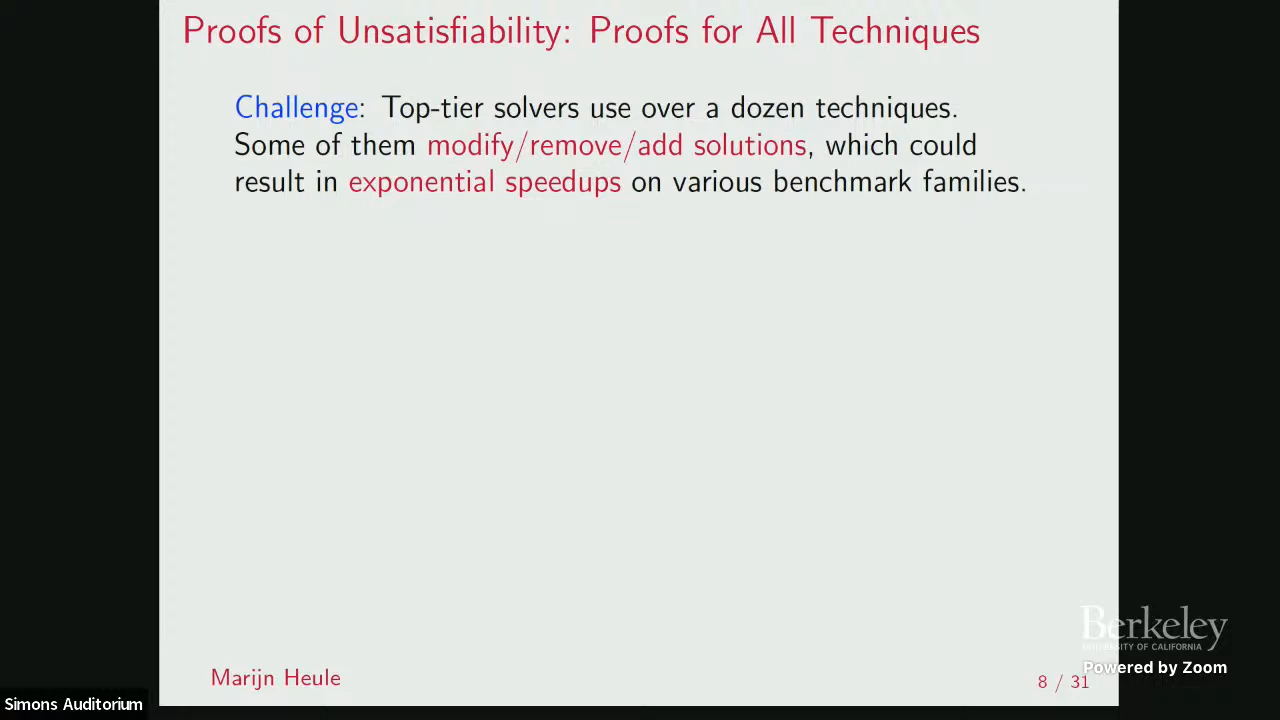 Proofs of Unsatisfiability: Proofs for All Techniques
Challenge: Top-tier solvers use over a dozen techniques.
Some of them modify/remove/add solutions, which could
result in exponential speedups on various benchmark families.
Berkeley
UNIVERSITY OF CALIFORNIA
Powered by Zoom
Marijn Heule
8 / 31
Simons Auditorium